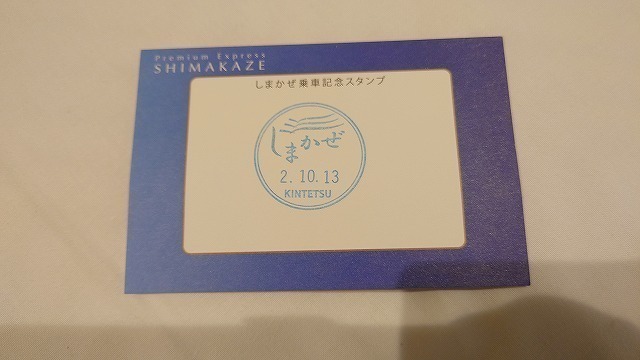 Premium Express
SHIMAKAZE
しまかぜ乗車記念スタンプ
しまかぜ
2.10.13
KINTETSU